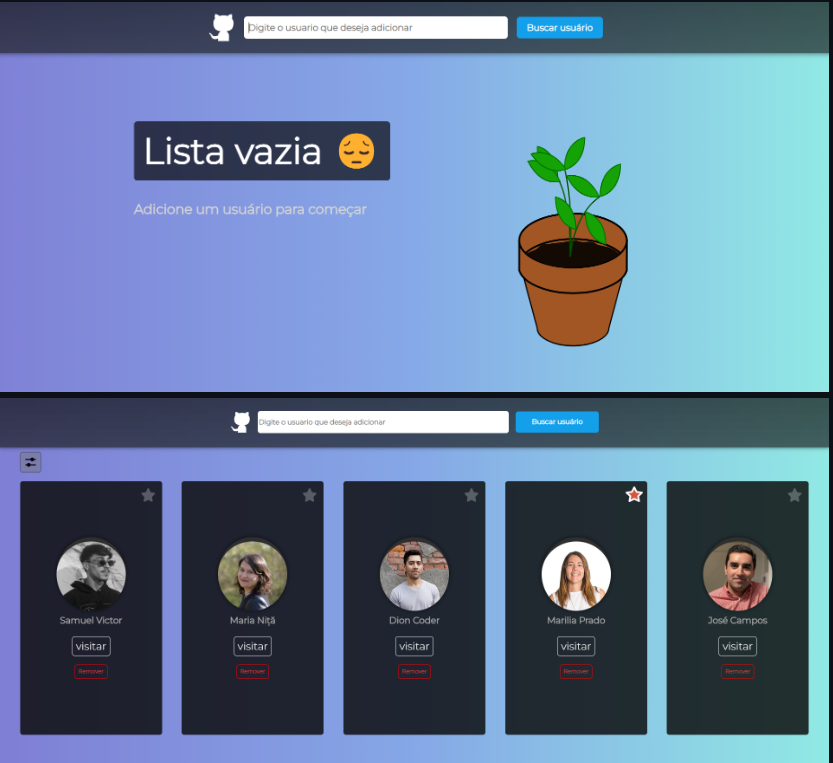 Digite o usuario que deseja adicionar
Buscar usuário
Lista vazia 😔
Adicione um usuário para começar
Digite o usuario que deseja adicionar
Buscar usuário
Samuel Victor
Maria Niță
Dion Coder
Marilia Prado
José Campos
visitar
visitar
visitar
visitar
visitar
Remover
Remover
Remover
Remover
Remover